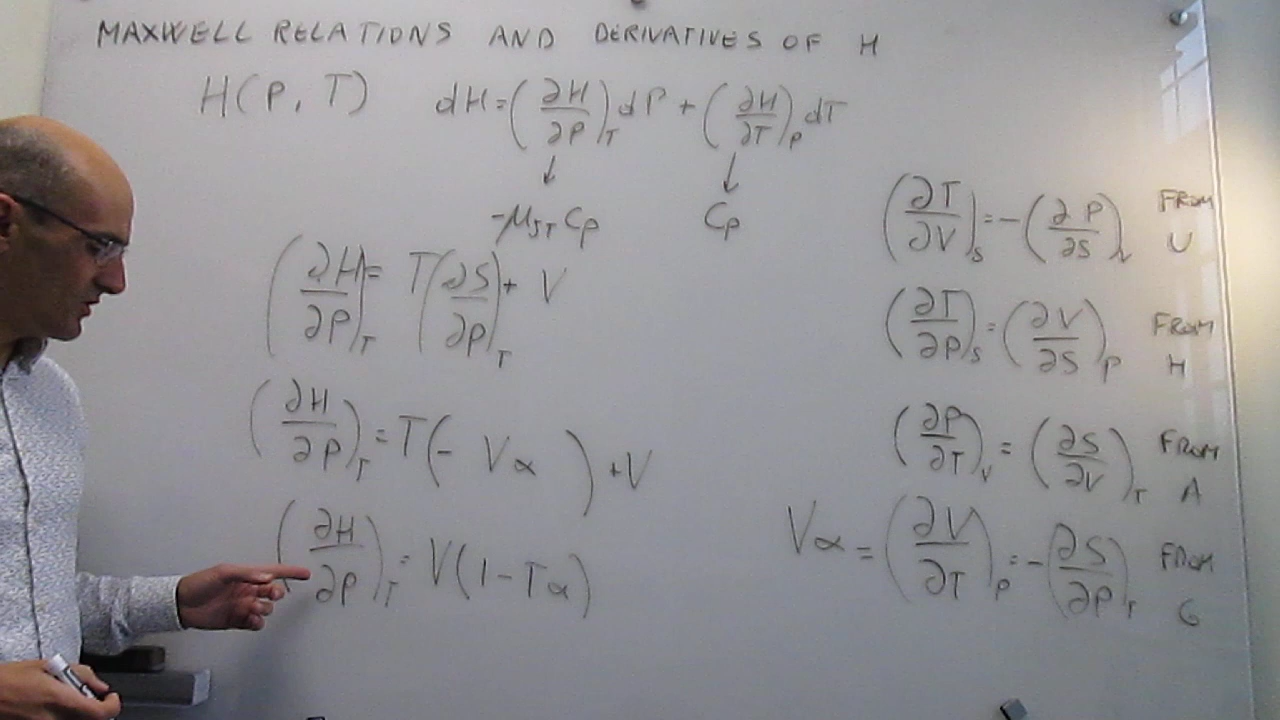 MAXWELL RELATIONS AND DERIVATIVES OF H
H(P, T) dH = (∂H/∂P)_T dP + (∂H/∂T)_P dT
↓ ↓
-μ_JT C_P C_P
(∂H/∂P)_T = T(∂S/∂P)_T + V
(∂H/∂P)_T = T(- Vα) + V
(∂H/∂P)_T = V(1 - Tα)
(∂T/∂V)_S = -(∂P/∂S)_V FROM U
(∂T/∂P)_S = (∂V/∂S)_P FROM H
(∂P/∂T)_V = (∂S/∂V)_T FROM A
Vα = (∂V/∂T)_P = -(∂S/∂P)_T FROM G